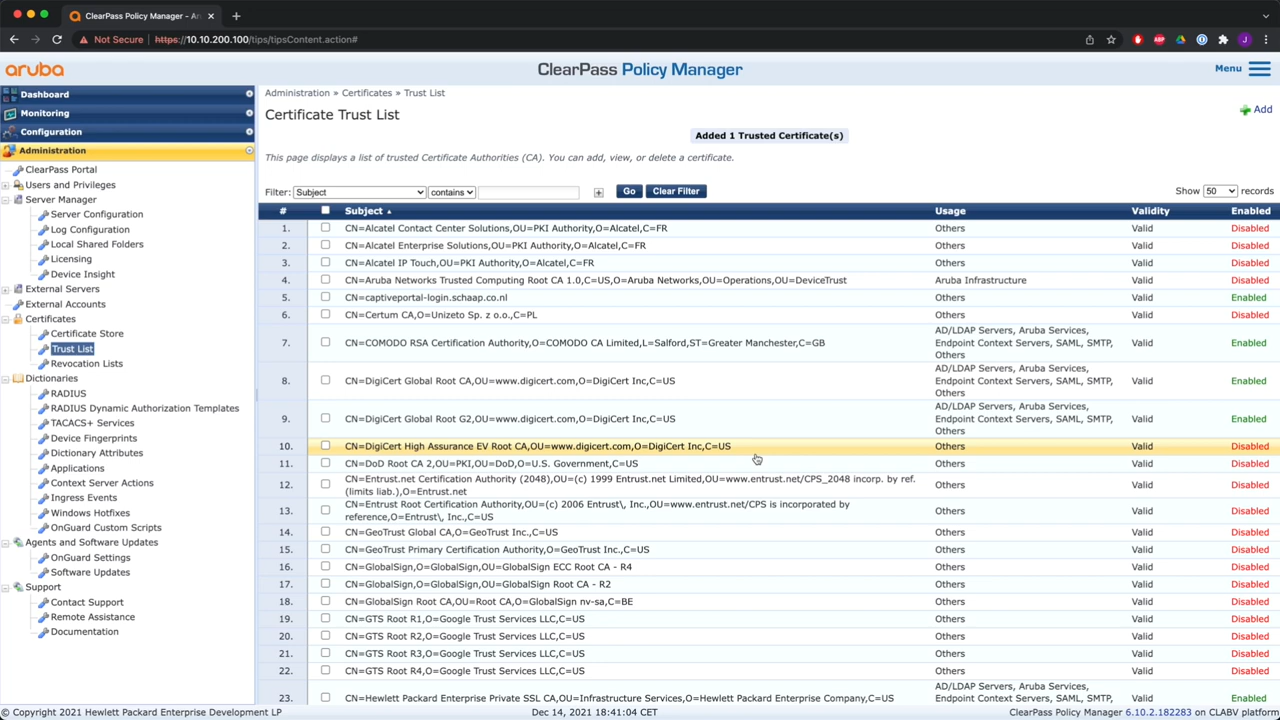 ClearPass Policy Manager - Ar
Not Secure
https://10.10.200.100/tips/tipsContent.action#
aruba
ClearPass Policy Manager
Menu
Dashboard
Monitoring
Configuration
Administration
ClearPass Portal
Users and Privileges
Server Manager
Server Configuration
Log Configuration
Local Shared Folders
Licensing
Device Insight
External Servers
External Accounts
Certificates
Certificate Store
Trust List
Revocation Lists
Dictionaries
RADIUS
RADIUS Dynamic Authorization Templates
TACACS+ Services
Device Fingerprints
Dictionary Attributes
Applications
Context Server Actions
Ingress Events
Windows Hotfixes
OnGuard Custom Scripts
Agents and Software Updates
OnGuard Settings
Software Updates
Support
Contact Support
Remote Assistance
Documentation
Administration » Certificates » Trust List
Certificate Trust List
Add
Added 1 Trusted Certificate(s)
This page displays a list of trusted Certificate Authorities (CA). You can add, view, or delete a certificate.
Filter: Subject contains Go Clear Filter Show 50 records
# Subject Usage Validity Enabled
1. CN=Alcatel Contact Center Solutions,OU=PKI Authority,O=Alcatel,C=FR Others Valid Disabled
2. CN=Alcatel Enterprise Solutions,OU=PKI Authority,O=Alcatel,C=FR Others Valid Disabled
3. CN=Alcatel IP Touch,OU=PKI Authority,O=Alcatel,C=FR Others Valid Disabled
4. CN=Aruba Networks Trusted Computing Root CA 1.0,C=US,O=Aruba Networks,OU=Operations,OU=DeviceTrust Aruba Infrastructure Valid Disabled
5. CN=captiveportal-login.schaap.co.nl Others Valid Enabled
6. CN=Certum CA,O=Unizeto Sp. z o.o.,C=PL Others Valid Disabled
AD/LDAP Servers, Aruba Services,
7. CN=COMODO RSA Certification Authority,O=COMODO CA Limited,L=Salford,ST=Greater Manchester,C=GB Endpoint Context Servers, SAML, SMTP, Valid Enabled
Others
AD/LDAP Servers, Aruba Services,
8. CN=DigiCert Global Root CA,OU=www.digicert.com,O=DigiCert Inc,C=US Endpoint Context Servers, SAML, SMTP, Valid Enabled
Others
AD/LDAP Servers, Aruba Services,
9. CN=DigiCert Global Root G2,OU=www.digicert.com,O=DigiCert Inc,C=US Endpoint Context Servers, SAML, SMTP, Valid Enabled
Others
10. CN=DigiCert High Assurance EV Root CA,OU=www.digicert.com,O=DigiCert Inc,C=US Others Valid Disabled
11. CN=DoD Root CA 2,OU=PKI,OU=DoD,O=U.S. Government,C=US Others Valid Disabled
12. CN=Entrust.net Certification Authority (2048),OU=(c) 1999 Entrust.net Limited,OU=www.entrust.net/CPS_2048 incorp. by ref. Others Valid Disabled
(limits liab.),O=Entrust.net
13. CN=Entrust Root Certification Authority,OU=(c) 2006 Entrust\, Inc.,OU=www.entrust.net/CPS is incorporated by Others Valid Disabled
reference,O=Entrust\, Inc.,C=US
14. CN=GeoTrust Global CA,O=GeoTrust Inc.,C=US Others Valid Disabled
15. CN=GeoTrust Primary Certification Authority,O=GeoTrust Inc.,C=US Others Valid Disabled
16. CN=GlobalSign,O=GlobalSign,OU=GlobalSign ECC Root CA - R4 Others Valid Disabled
17. CN=GlobalSign,O=GlobalSign,OU=GlobalSign Root CA - R2 Others Valid Disabled
18. CN=GlobalSign Root CA,OU=Root CA,O=GlobalSign nv-sa,C=BE Others Valid Disabled
19. CN=GTS Root R1,O=Google Trust Services LLC,C=US Others Valid Disabled
20. CN=GTS Root R2,O=Google Trust Services LLC,C=US Others Valid Disabled
21. CN=GTS Root R3,O=Google Trust Services LLC,C=US Others Valid Disabled
22. CN=GTS Root R4,O=Google Trust Services LLC,C=US Others Valid Disabled
AD/LDAP Servers, Aruba Services,
23. CN=Hewlett Packard Enterprise Private SSL CA,OU=Infrastructure Services,O=Hewlett Packard Enterprise Company,C=US Endpoint Context Servers, SAML, SMTP, Valid Enabled
© Copyright 2021 Hewlett Packard Enterprise Development LP Dec 14, 2021 18:41:04 CET ClearPass Policy Manager 6.10.2.182283 on CLABV platform